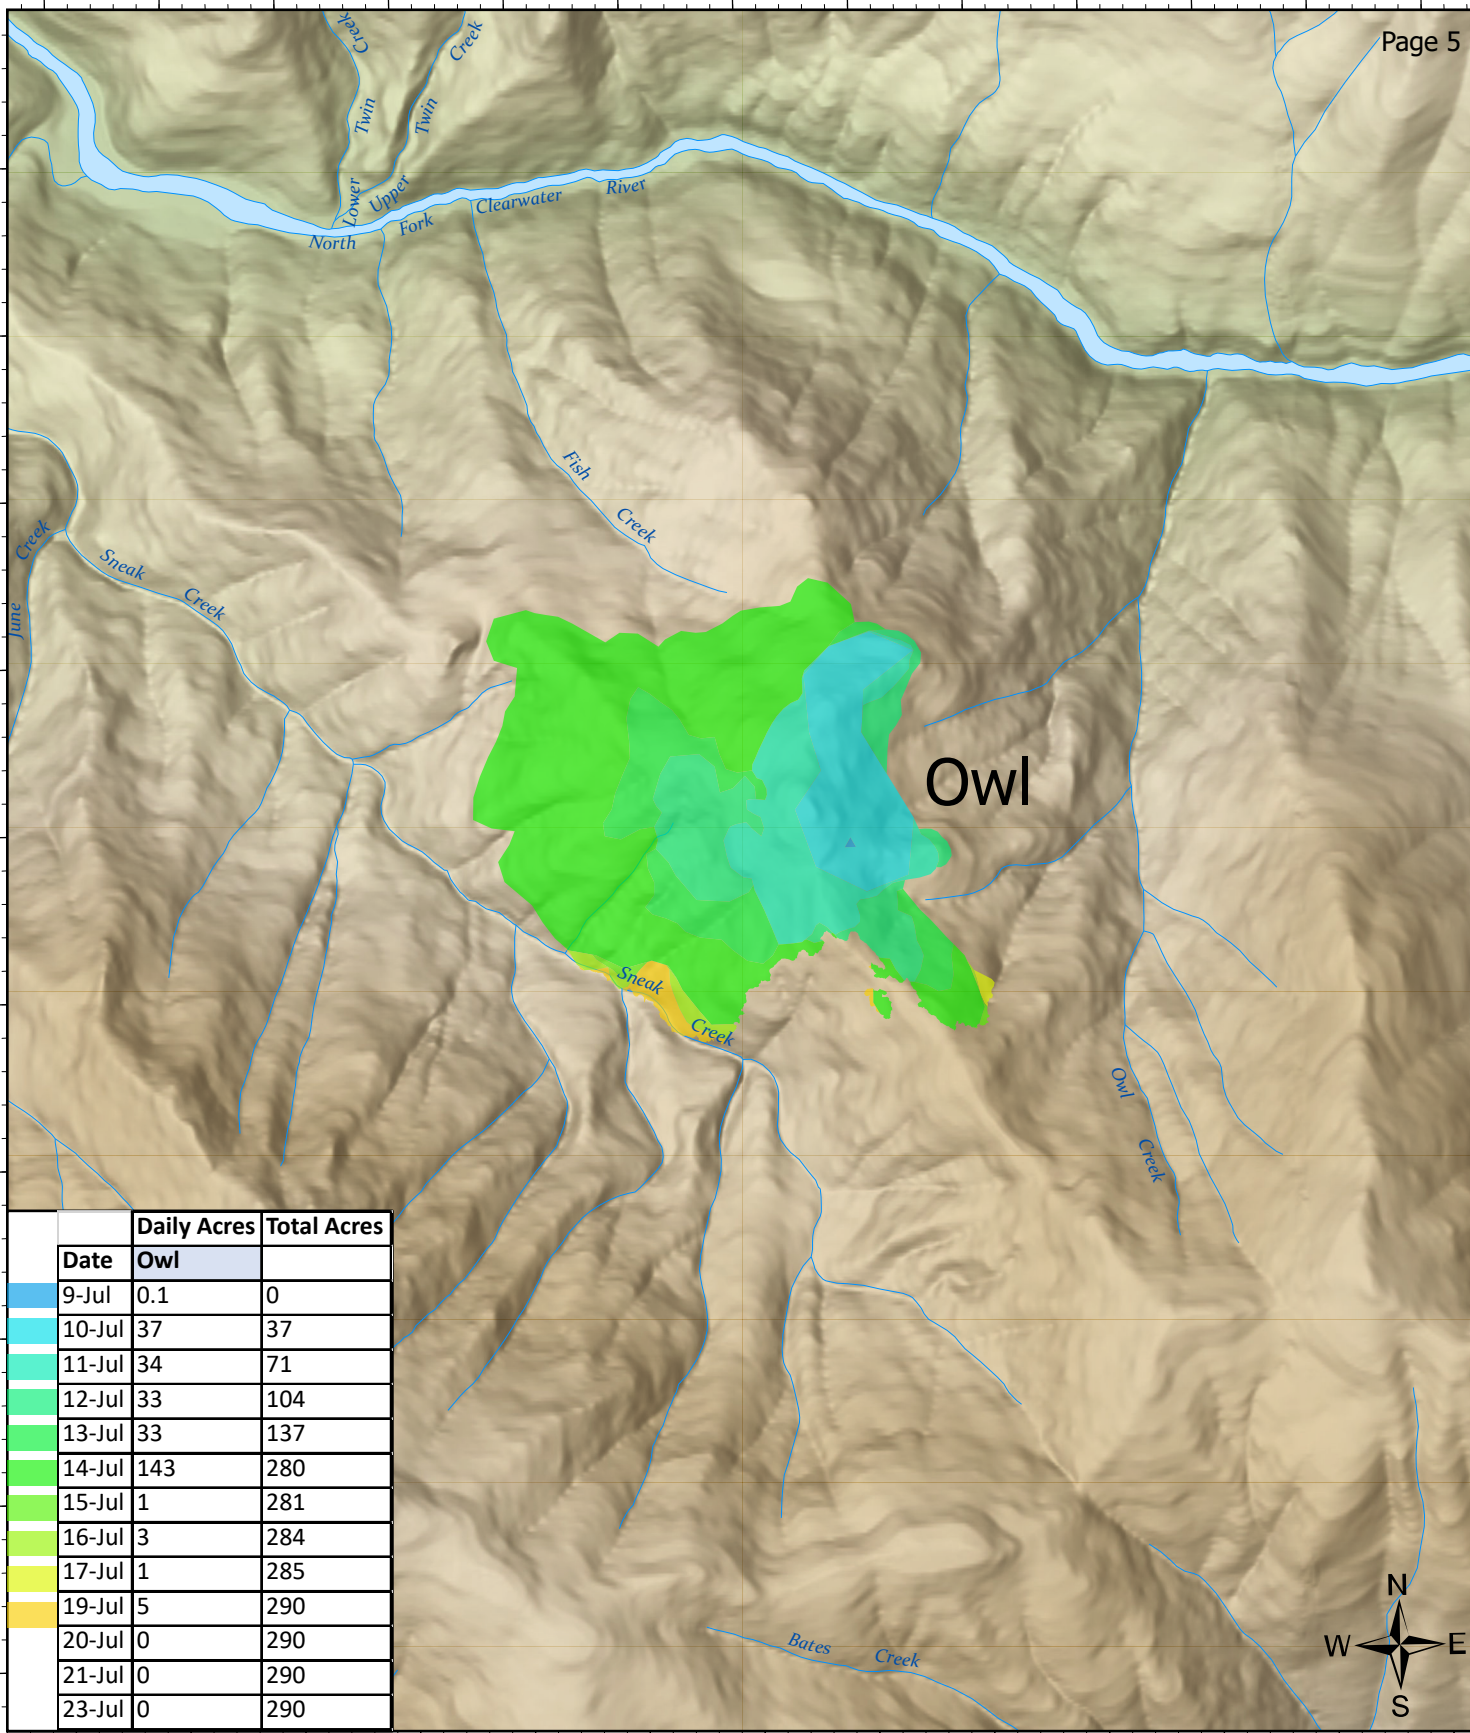 Page 5
Creek
Creek
Twin
Twin
Lower
Upper
North Fork Clearwater River
Fish
Creek
Creek
June
Sneak
Creek
Owl
Sneak
Creek
Owl
Creek
Daily Acres Total Acres
Date Owl
9-Jul 0.1 0
10-Jul 37 37
11-Jul 34 71
12-Jul 33 104
13-Jul 33 137
14-Jul 143 280
15-Jul 1 281
16-Jul 3 284
17-Jul 1 285
19-Jul 5 290
20-Jul 0 290
21-Jul 0 290
23-Jul 0 290
Bates Creek
N
W E
S